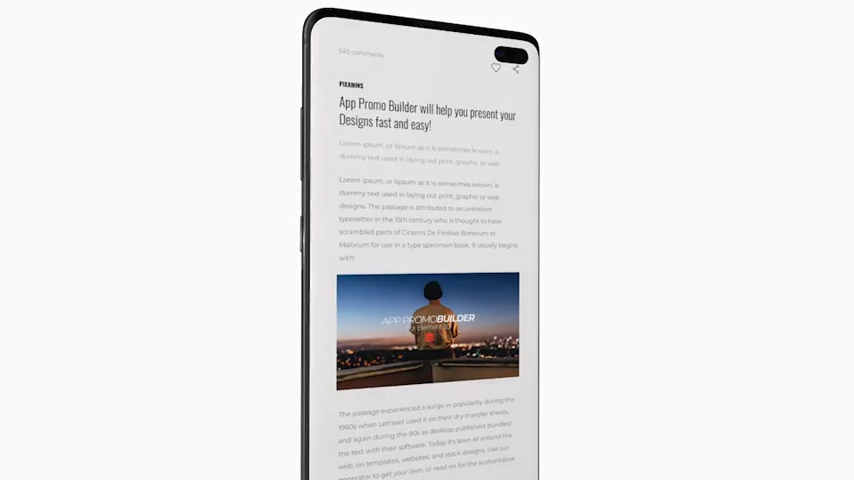 543 comments
PIXAMINS
App Promo Builder will help you present your
Designs fast and easy!
Lorem ipsum, or lipsum as it is sometimes known, is
dummy text used in laying out print, graphic or web
Lorem ipsum, or lipsum as it is sometimes known, is
dummy text used in laying out print, graphic or web
designs. The passage is attributed to an unknown
typesetter in the 15th century who is thought to have
scrambled parts of Cicero's De Finibus Bonorum et
Malorum for use in a type specimen book. It usually begins
with:
APP PROMOBUILDER
for Element 3D
The passage experienced a surge in popularity during the
1960s when Letraset used it on their dry-transfer sheets,
and again during the 90s as desktop publishers bundled
the text with their software. Today it's seen all around the
web; on templates, websites, and stock designs. Use our
generator to get your own, or read on for the authoritative